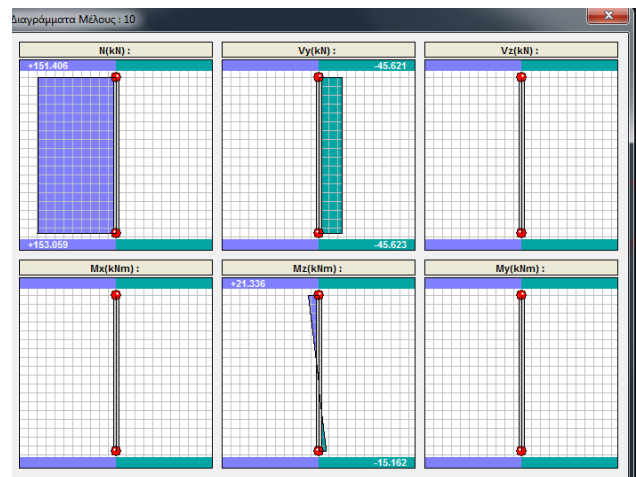 Διαγράμματα Μέλους : 10
N(kN) :
Vy(kN) :
Vz(kN) :
+151.406
-45.621
+153.059
-45.623
Mx(kNm) :
Mz(kNm) :
My(kNm) :
+21.336
-15.162